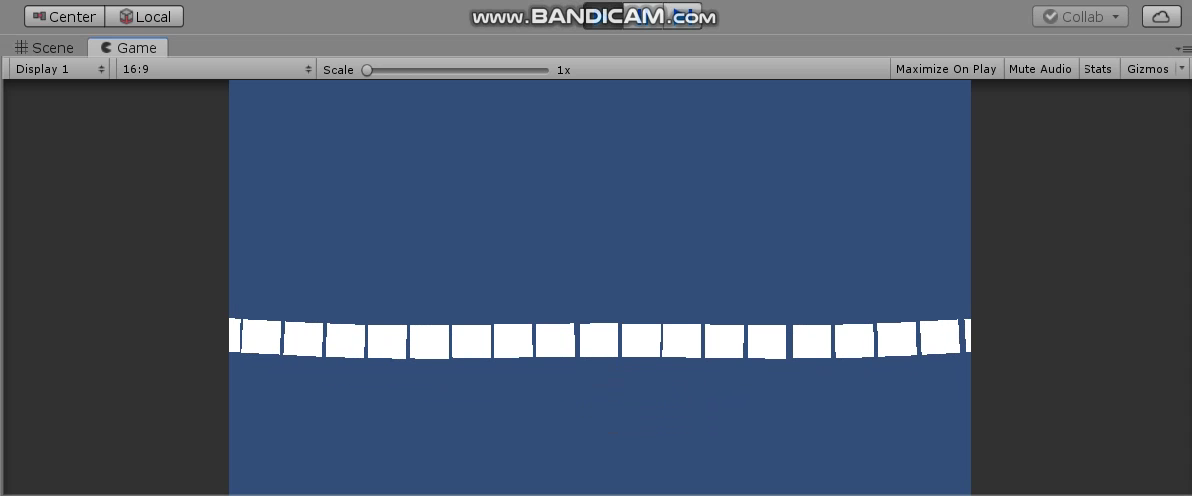 Center Local www.BANDICAM.com Collab
Scene Game
Display 1 16:9 Scale 1x Maximize On Play Mute Audio Stats Gizmos